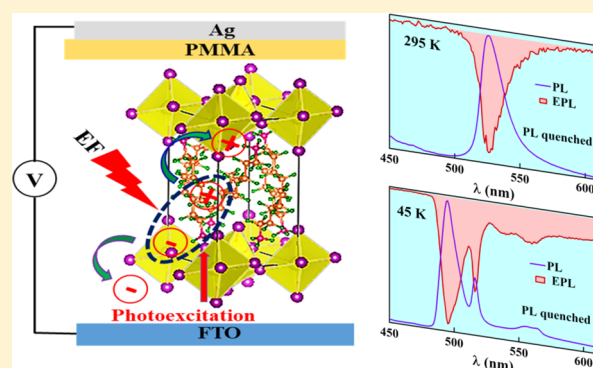 Ag
PMMA
EF
V
+
+
-
-
Photoexcitation
FTO
295 K
PL
EPL
PL quenched
450 500 550 600
λ (nm)
45 K
PL
EPL
PL quenched
450 500 550 600
λ (nm)